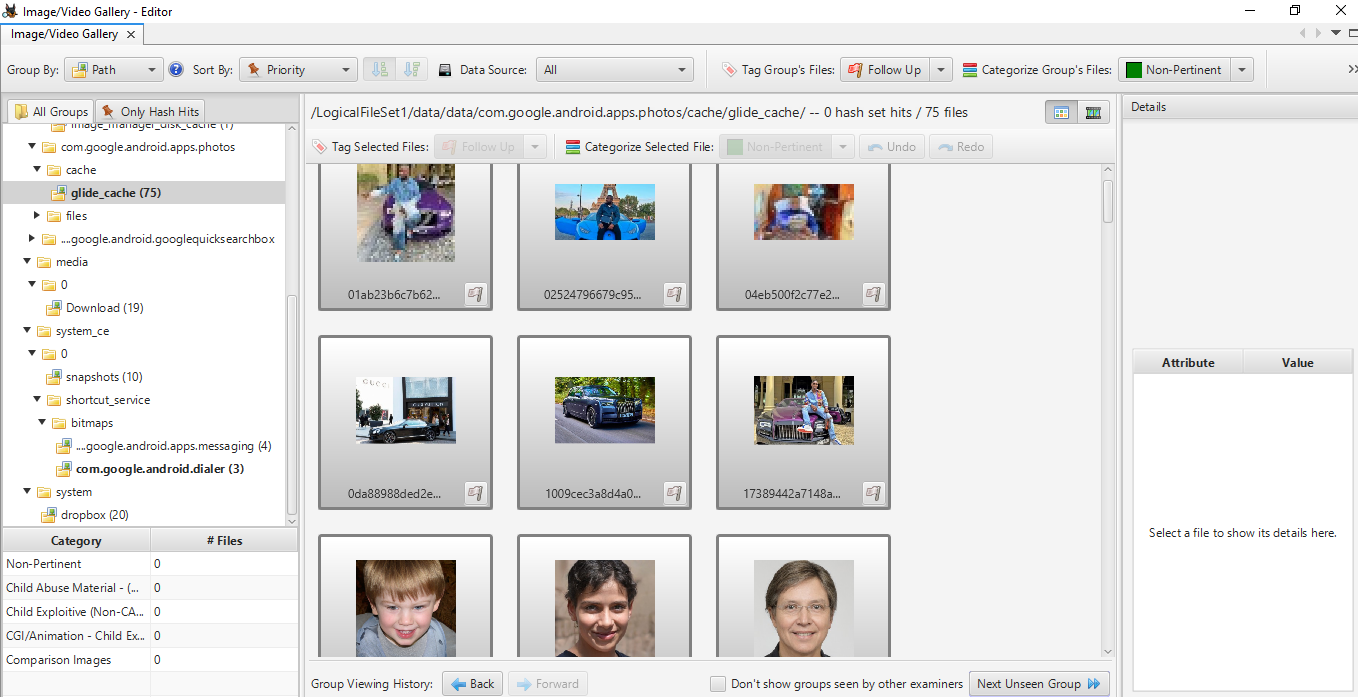 Image/Video Gallery - Editor
Image/Video Gallery
Group By: Path Sort By: Priority Data Source: All Tag Group's Files: Follow Up Categorize Group's Files: Non-Pertinent
All Groups Only Hash Hits
image_manager_disk_cache (1)
com.google.android.apps.photos
cache
glide_cache (75)
files
....google.android.googlequicksearchbox
media
0
Download (19)
system_ce
0
snapshots (10)
shortcut_service
bitmaps
....google.android.apps.messaging (4)
com.google.android.dialer (3)
system
dropbox (20)
Category # Files
Non-Pertinent 0
Child Abuse Material - (... 0
Child Exploitive (Non-CA... 0
CGI/Animation - Child Ex... 0
Comparison Images 0
/LogicalFileSet1/data/data/com.google.android.apps.photos/cache/glide_cache/ -- 0 hash set hits / 75 files
Tag Selected Files: Follow Up Categorize Selected File: Non-Pertinent Undo Redo
01ab23b6c7b62... 02524796679c95... 04eb500f2c77e2...
GUCCI
0da88988ded2e... 1009cec3a8d4a0... 17389442a7148a...
Group Viewing History: Back Forward Don't show groups seen by other examiners Next Unseen Group
Details
Attribute Value
Select a file to show its details here.